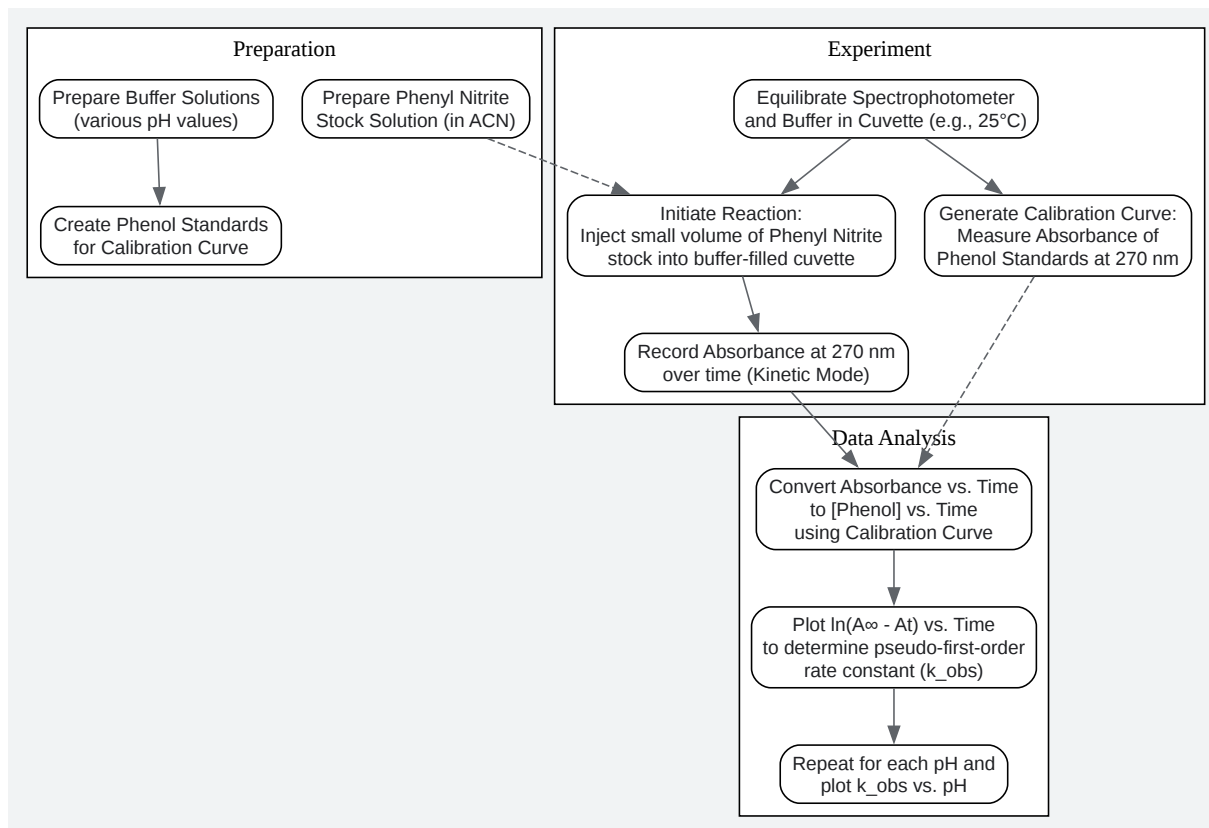 Preparation
Prepare Buffer Solutions
(various pH values)
Prepare Phenyl Nitrite
Stock Solution (in ACN)
Create Phenol Standards
for Calibration Curve
Experiment
Equilibrate Spectrophotometer
and Buffer in Cuvette (e.g., 25°C)
Initiate Reaction:
Inject small volume of Phenyl Nitrite
stock into buffer-filled cuvette
Generate Calibration Curve:
Measure Absorbance of
Phenol Standards at 270 nm
Record Absorbance at 270 nm
over time (Kinetic Mode)
Data Analysis
Convert Absorbance vs. Time
to [Phenol] vs. Time
using Calibration Curve
Plot ln(A∞ - At) vs. Time
to determine pseudo-first-order
rate constant (k_obs)
Repeat for each pH and
plot k_obs vs. pH